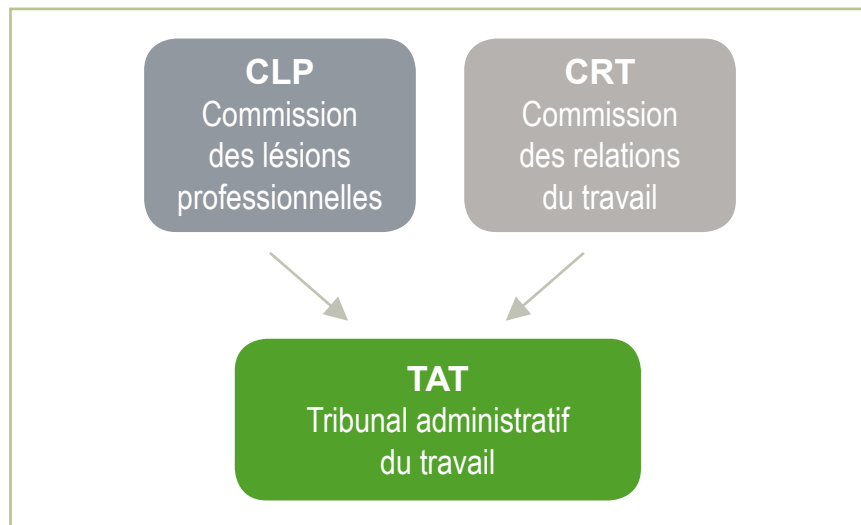 CLP
Commission
des lésions
professionnelles
CRT
Commission
des relations
du travail
TAT
Tribunal administratif
du travail